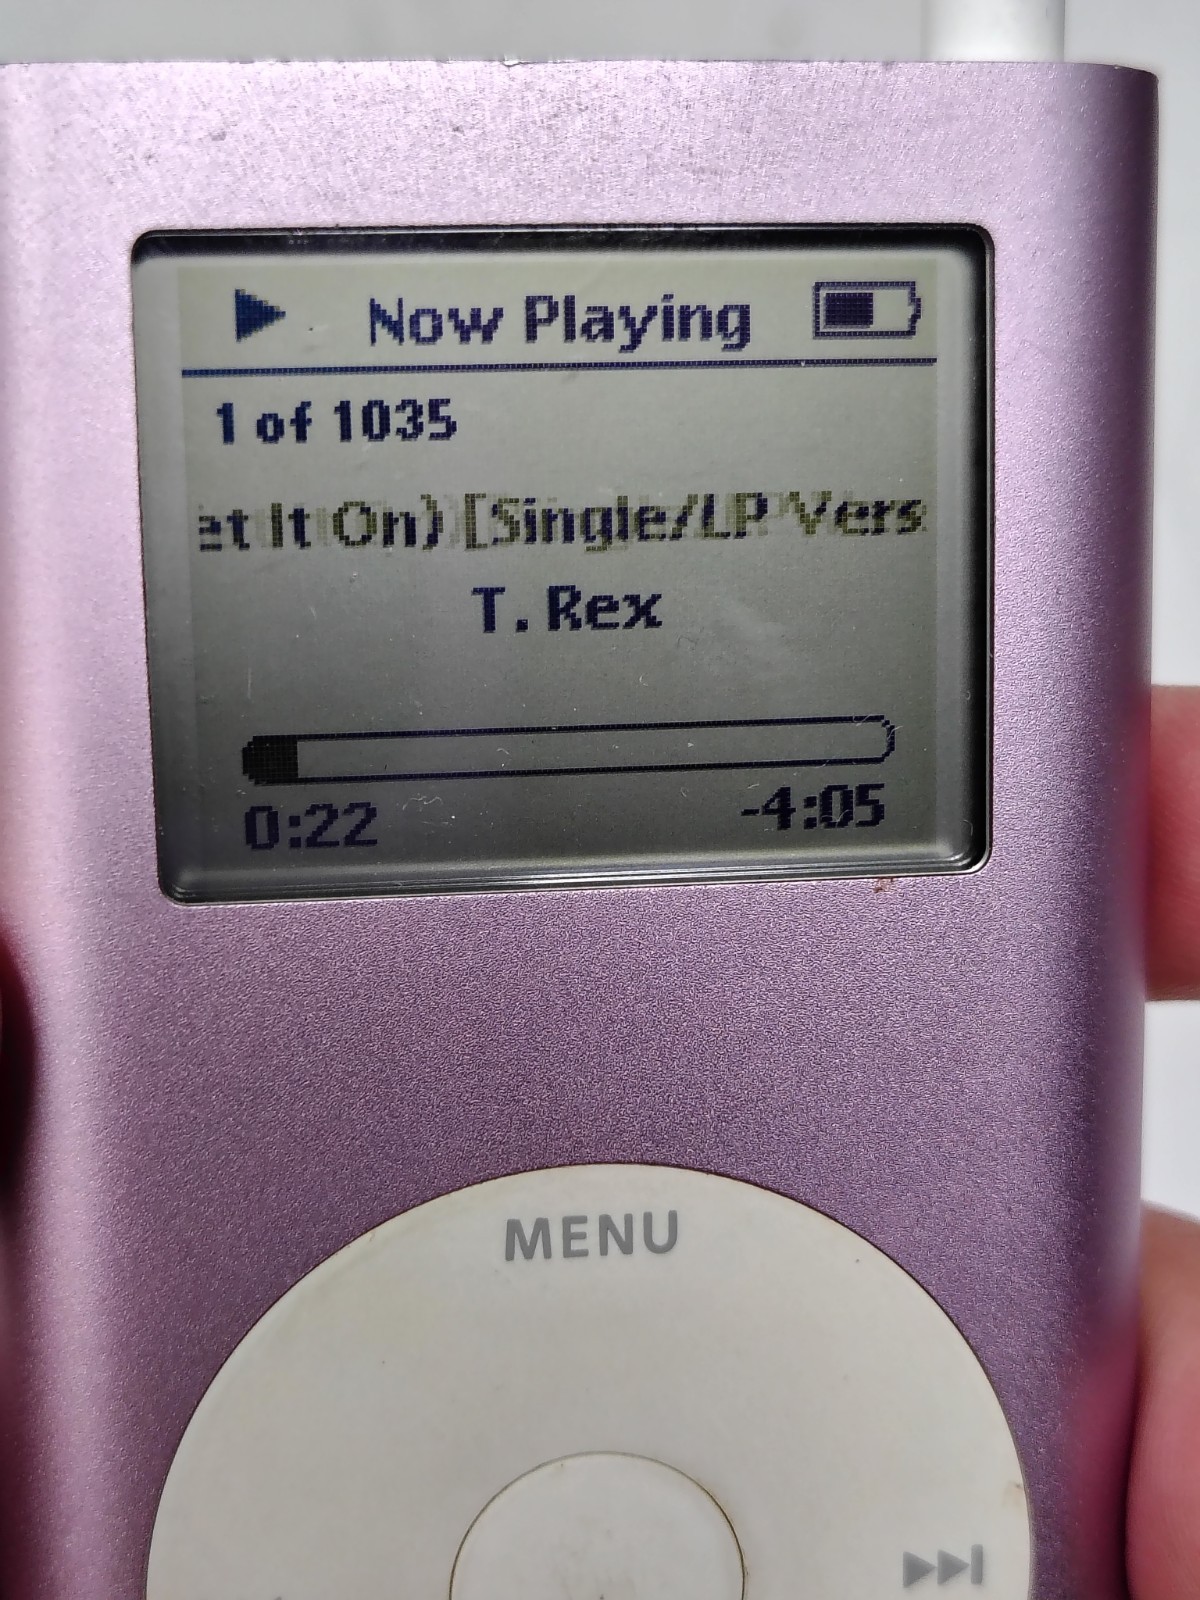 Now Playing
1 of 1035
et It On) [Single/LP Vers
T. Rex
0:22 -4:05
MENU